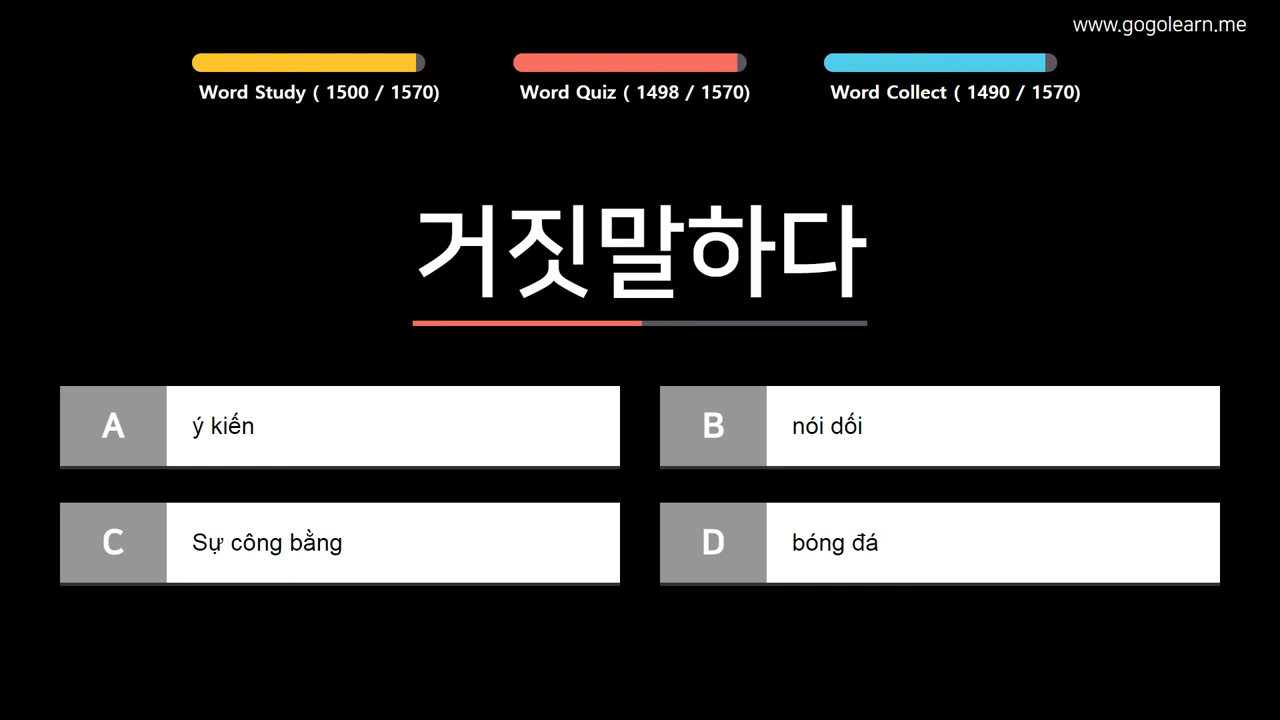 www.gogolearn.me
Word Study ( 1500 / 1570)
Word Quiz ( 1498 / 1570)
Word Collect ( 1490 / 1570)
거짓말하다
A ý kiến
B nói dối
C Sự công bằng
D bóng đá